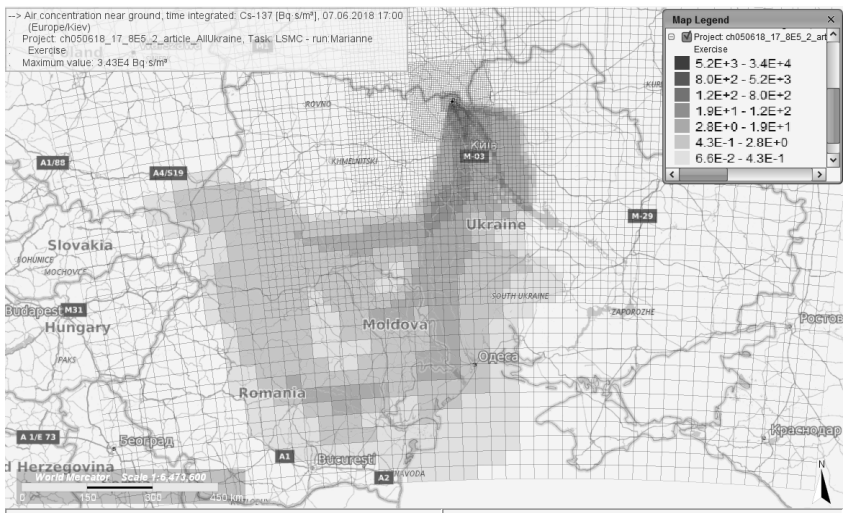 --> Air concentration near ground, time integrated: Cs-137 [Bq s/m³], 07.06.2018 17:00
(Europe/Kiev)
Project: ch050618_17_8E5_2_article_AllUkraine, Task: LSMC - run:Marianne
Exercise
Maximum value: 3.43E4 Bq·s/m³
Map Legend
Project: ch050618_17_8E5_2_art
Exercise
5.2E+3 - 3.4E+4
8.0E+2 - 5.2E+3
1.2E+2 - 8.0E+2
1.9E+1 - 1.2E+2
2.8E+0 - 1.9E+1
4.3E-1 - 2.8E+0
6.6E-2 - 4.3E-1
ROVNO
Київ
M-03
KHMELNITSKI
A1/88
A4/S19
M-29
Ukraine
Slovakia
BOHUNICE
MOCHOVCE
SOUTH UKRAINE
ZAPOROZHE
Budapest
M31
Hungary
Moldova
Ростов
PAKS
Одеса
Romania
Краснодар
A 1/E 73
Београд
A1
Bucureşti
d Herzegovina
A2
NAVODA
World Mercator Scale 1:6,473,600
0 150 300 450 km
N